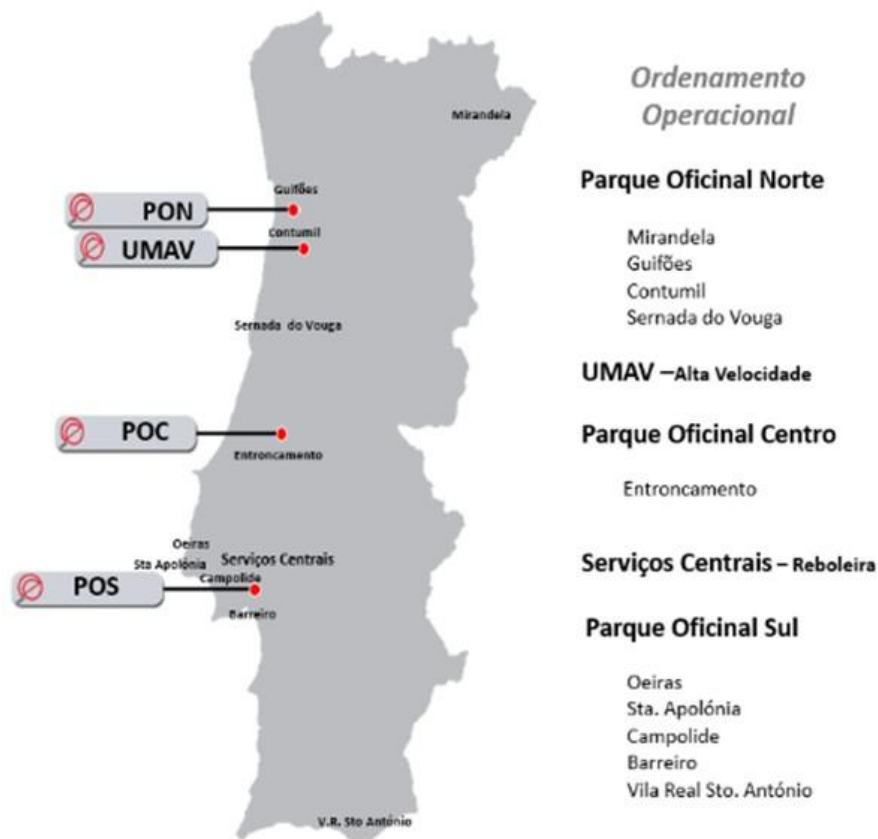 Ordenamento
Operacional
Mirandela
Parque Oficinal Norte
Guifões
PON
Contumil
UMAV
Mirandela
Guifões
Contumil
Sernada do Vouga
Sernada do Vouga
UMAV –Alta Velocidade
POC
Entroncamento
Parque Oficinal Centro
Entroncamento
Oeiras
Sta Apolónia
Serviços Centrais
Campolide
POS
Barreiro
Serviços Centrais – Reboleira
Parque Oficinal Sul
Oeiras
Sta. Apolónia
Campolide
Barreiro
Vila Real Sto. António
V.R. Sto António